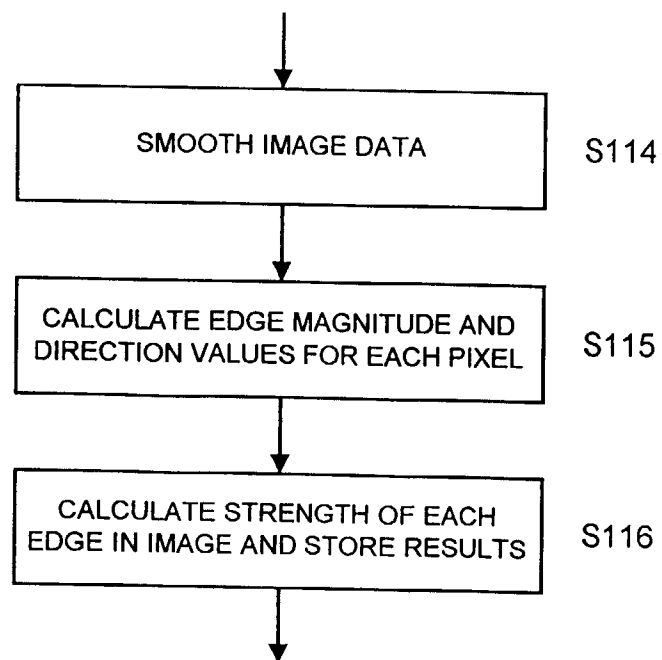 SMOOTH IMAGE DATA
S114
CALCULATE EDGE MAGNITUDE AND
DIRECTION VALUES FOR EACH PIXEL
S115
CALCULATE STRENGTH OF EACH
EDGE IN IMAGE AND STORE RESULTS
S116